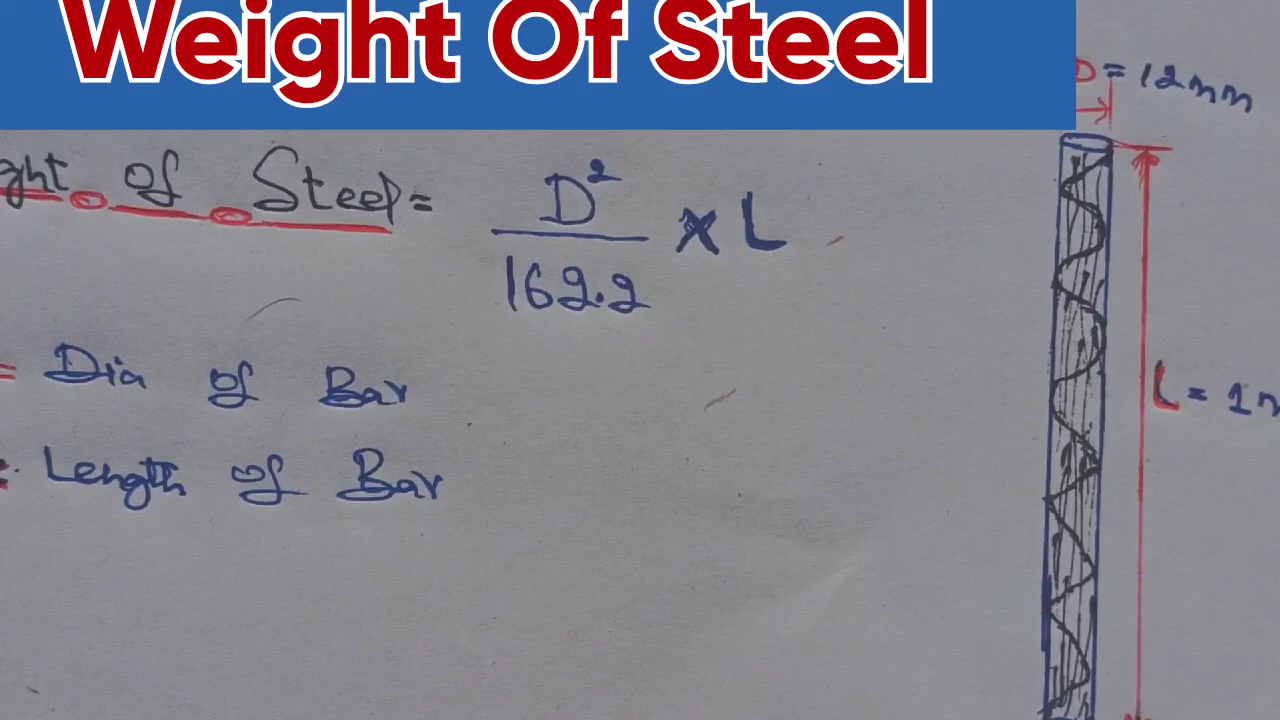 Weight Of Steel
D = 12mm
ght of Steel = D² / 162.2 × L
= Dia of Bar
L = 1m
: Length of Bar